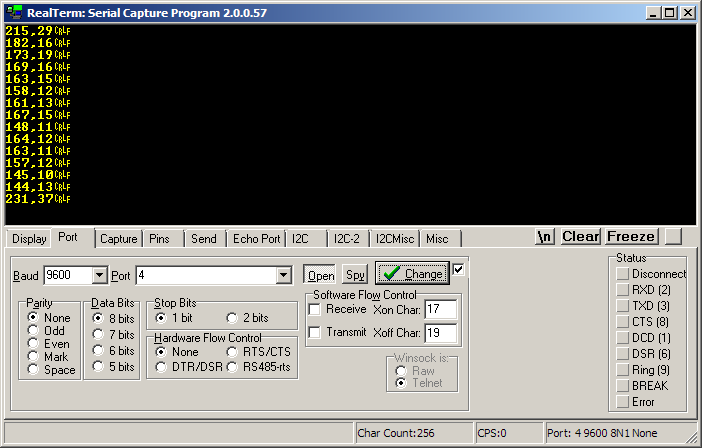 RealTerm: Serial Capture Program 2.0.0.57
215,29CRLF
182,16CRLF
173,19CRLF
169,16CRLF
163,15CRLF
158,12CRLF
161,13CRLF
167,15CRLF
148,11CRLF
164,12CRLF
163,11CRLF
157,12CRLF
145,10CRLF
144,13CRLF
231,37CRLF
Display Port Capture Pins Send Echo Port I2C I2C-2 I2CMisc Misc \n Clear Freeze
Baud 9600 Port 4 Open Spy Change
Parity
None
Odd
Even
Mark
Space
Data Bits
8 bits
7 bits
6 bits
5 bits
Stop Bits
1 bit 2 bits
Hardware Flow Control
None RTS/CTS
DTR/DSR RS485-rts
Software Flow Control
Receive Xon Char: 17
Transmit Xoff Char: 19
Winsock is:
Raw
Telnet
Status
Disconnect
RXD (2)
TXD (3)
CTS (8)
DCD (1)
DSR (6)
Ring (9)
BREAK
Error
Char Count:256 CPS:0 Port: 4 9600 8N1 None